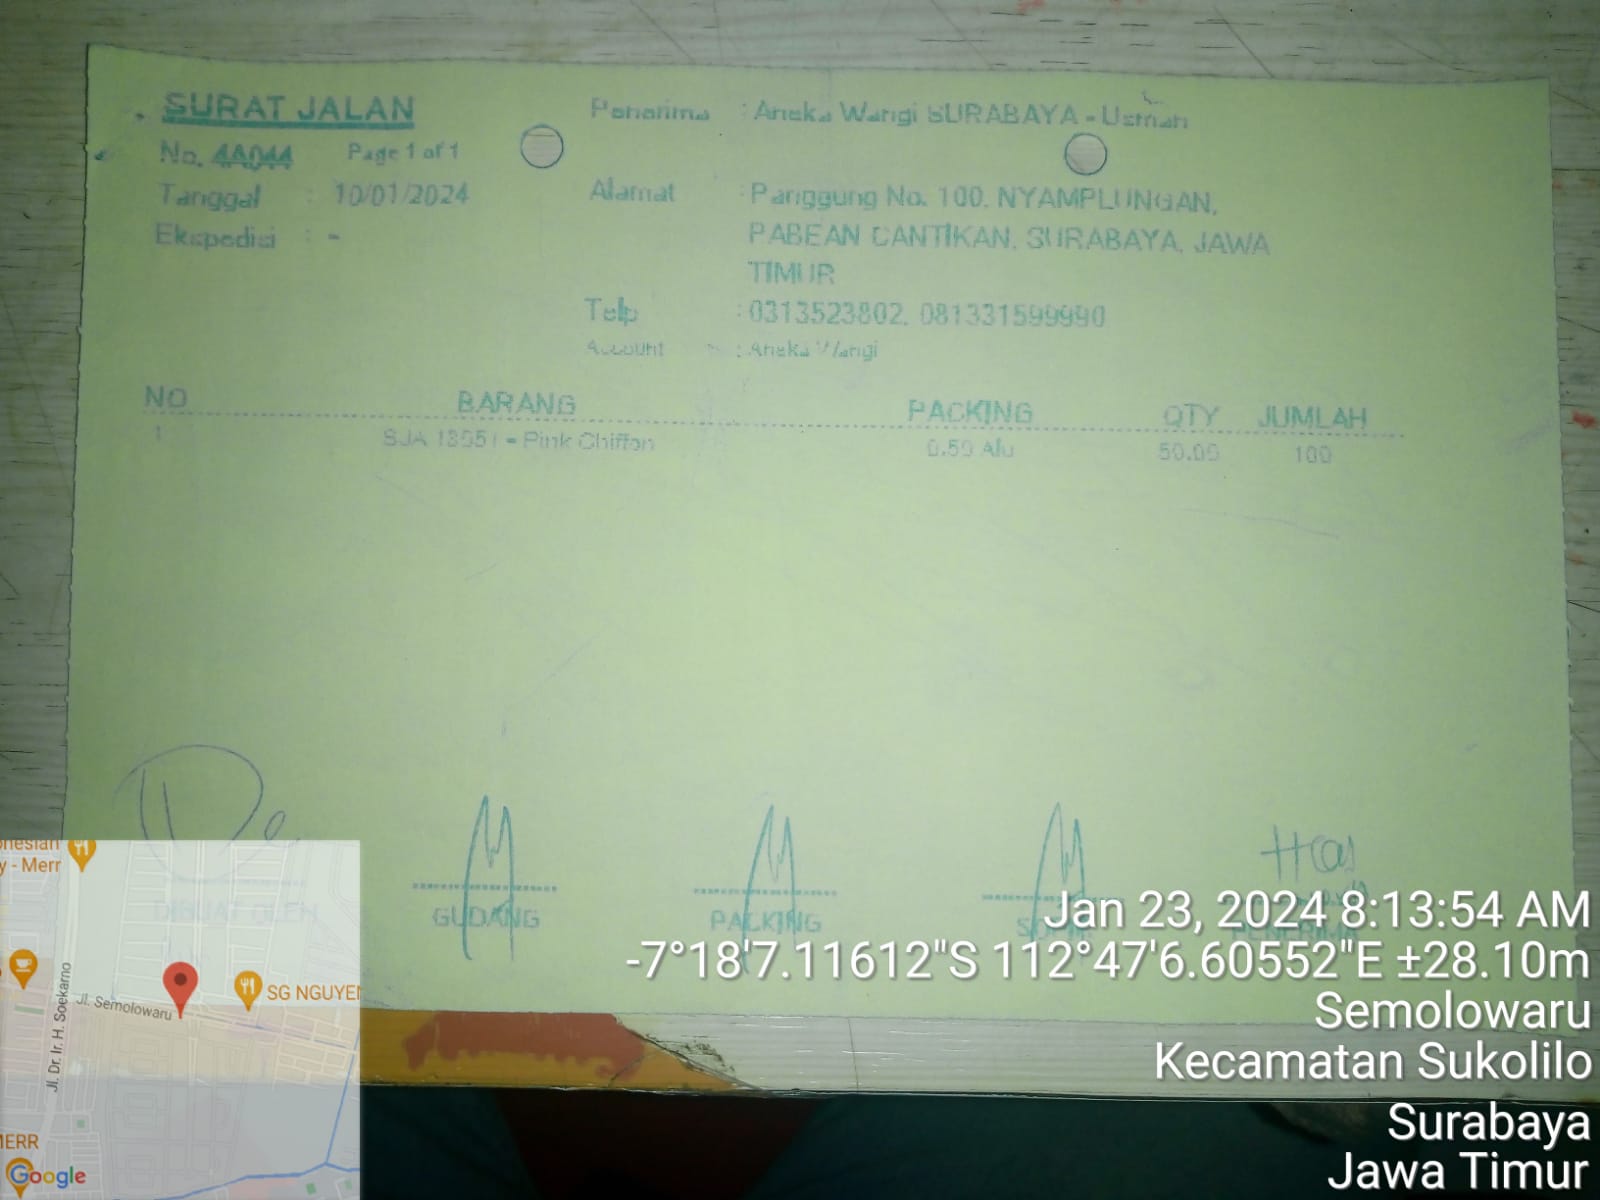 SURAT JALAN
No. 4A044 Page 1 of 1
Tanggal : 10/01/2024
Ekspedisi : -
Penerima : Aneka Wangi SURABAYA - Usman
Alamat : Panggung No. 100, NYAMPLUNGAN,
PABEAN CANTIKAN, SURABAYA, JAWA
TIMUR
Telp : 0313523802, 081331599990
Account : Aneka Wangi
NO BARANG PACKING QTY JUMLAH
1 SJA - Pink Chiffon 0.50 Alu 50.00 100
DIBUAT OLEH GUDANG PACKING SOPIR PENERIMA
Jan 23, 2024 8:13:54 AM
-7°18'7.11612"S 112°47'6.60552"E ±28.10m
Semolowaru
Kecamatan Sukolilo
Surabaya
Jawa Timur
onesian
y - Merr
Jl. Dr. Ir. H. Soekarno
Jl. Semolowaru
SG NGUYEN
MERR
Google